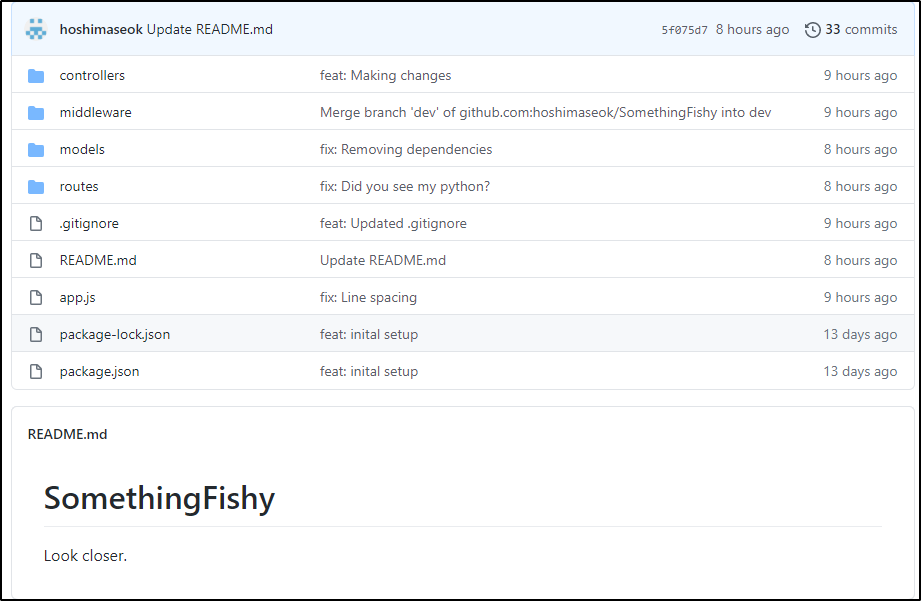 hoshimaseok Update README.md 5f075d7 8 hours ago 33 commits
controllers feat: Making changes 9 hours ago
middleware Merge branch 'dev' of github.com:hoshimaseok/SomethingFishy into dev 9 hours ago
models fix: Removing dependencies 8 hours ago
routes fix: Did you see my python? 8 hours ago
.gitignore feat: Updated .gitignore 9 hours ago
README.md Update README.md 8 hours ago
app.js fix: Line spacing 9 hours ago
package-lock.json feat: inital setup 13 days ago
package.json feat: inital setup 13 days ago
README.md
SomethingFishy
Look closer.